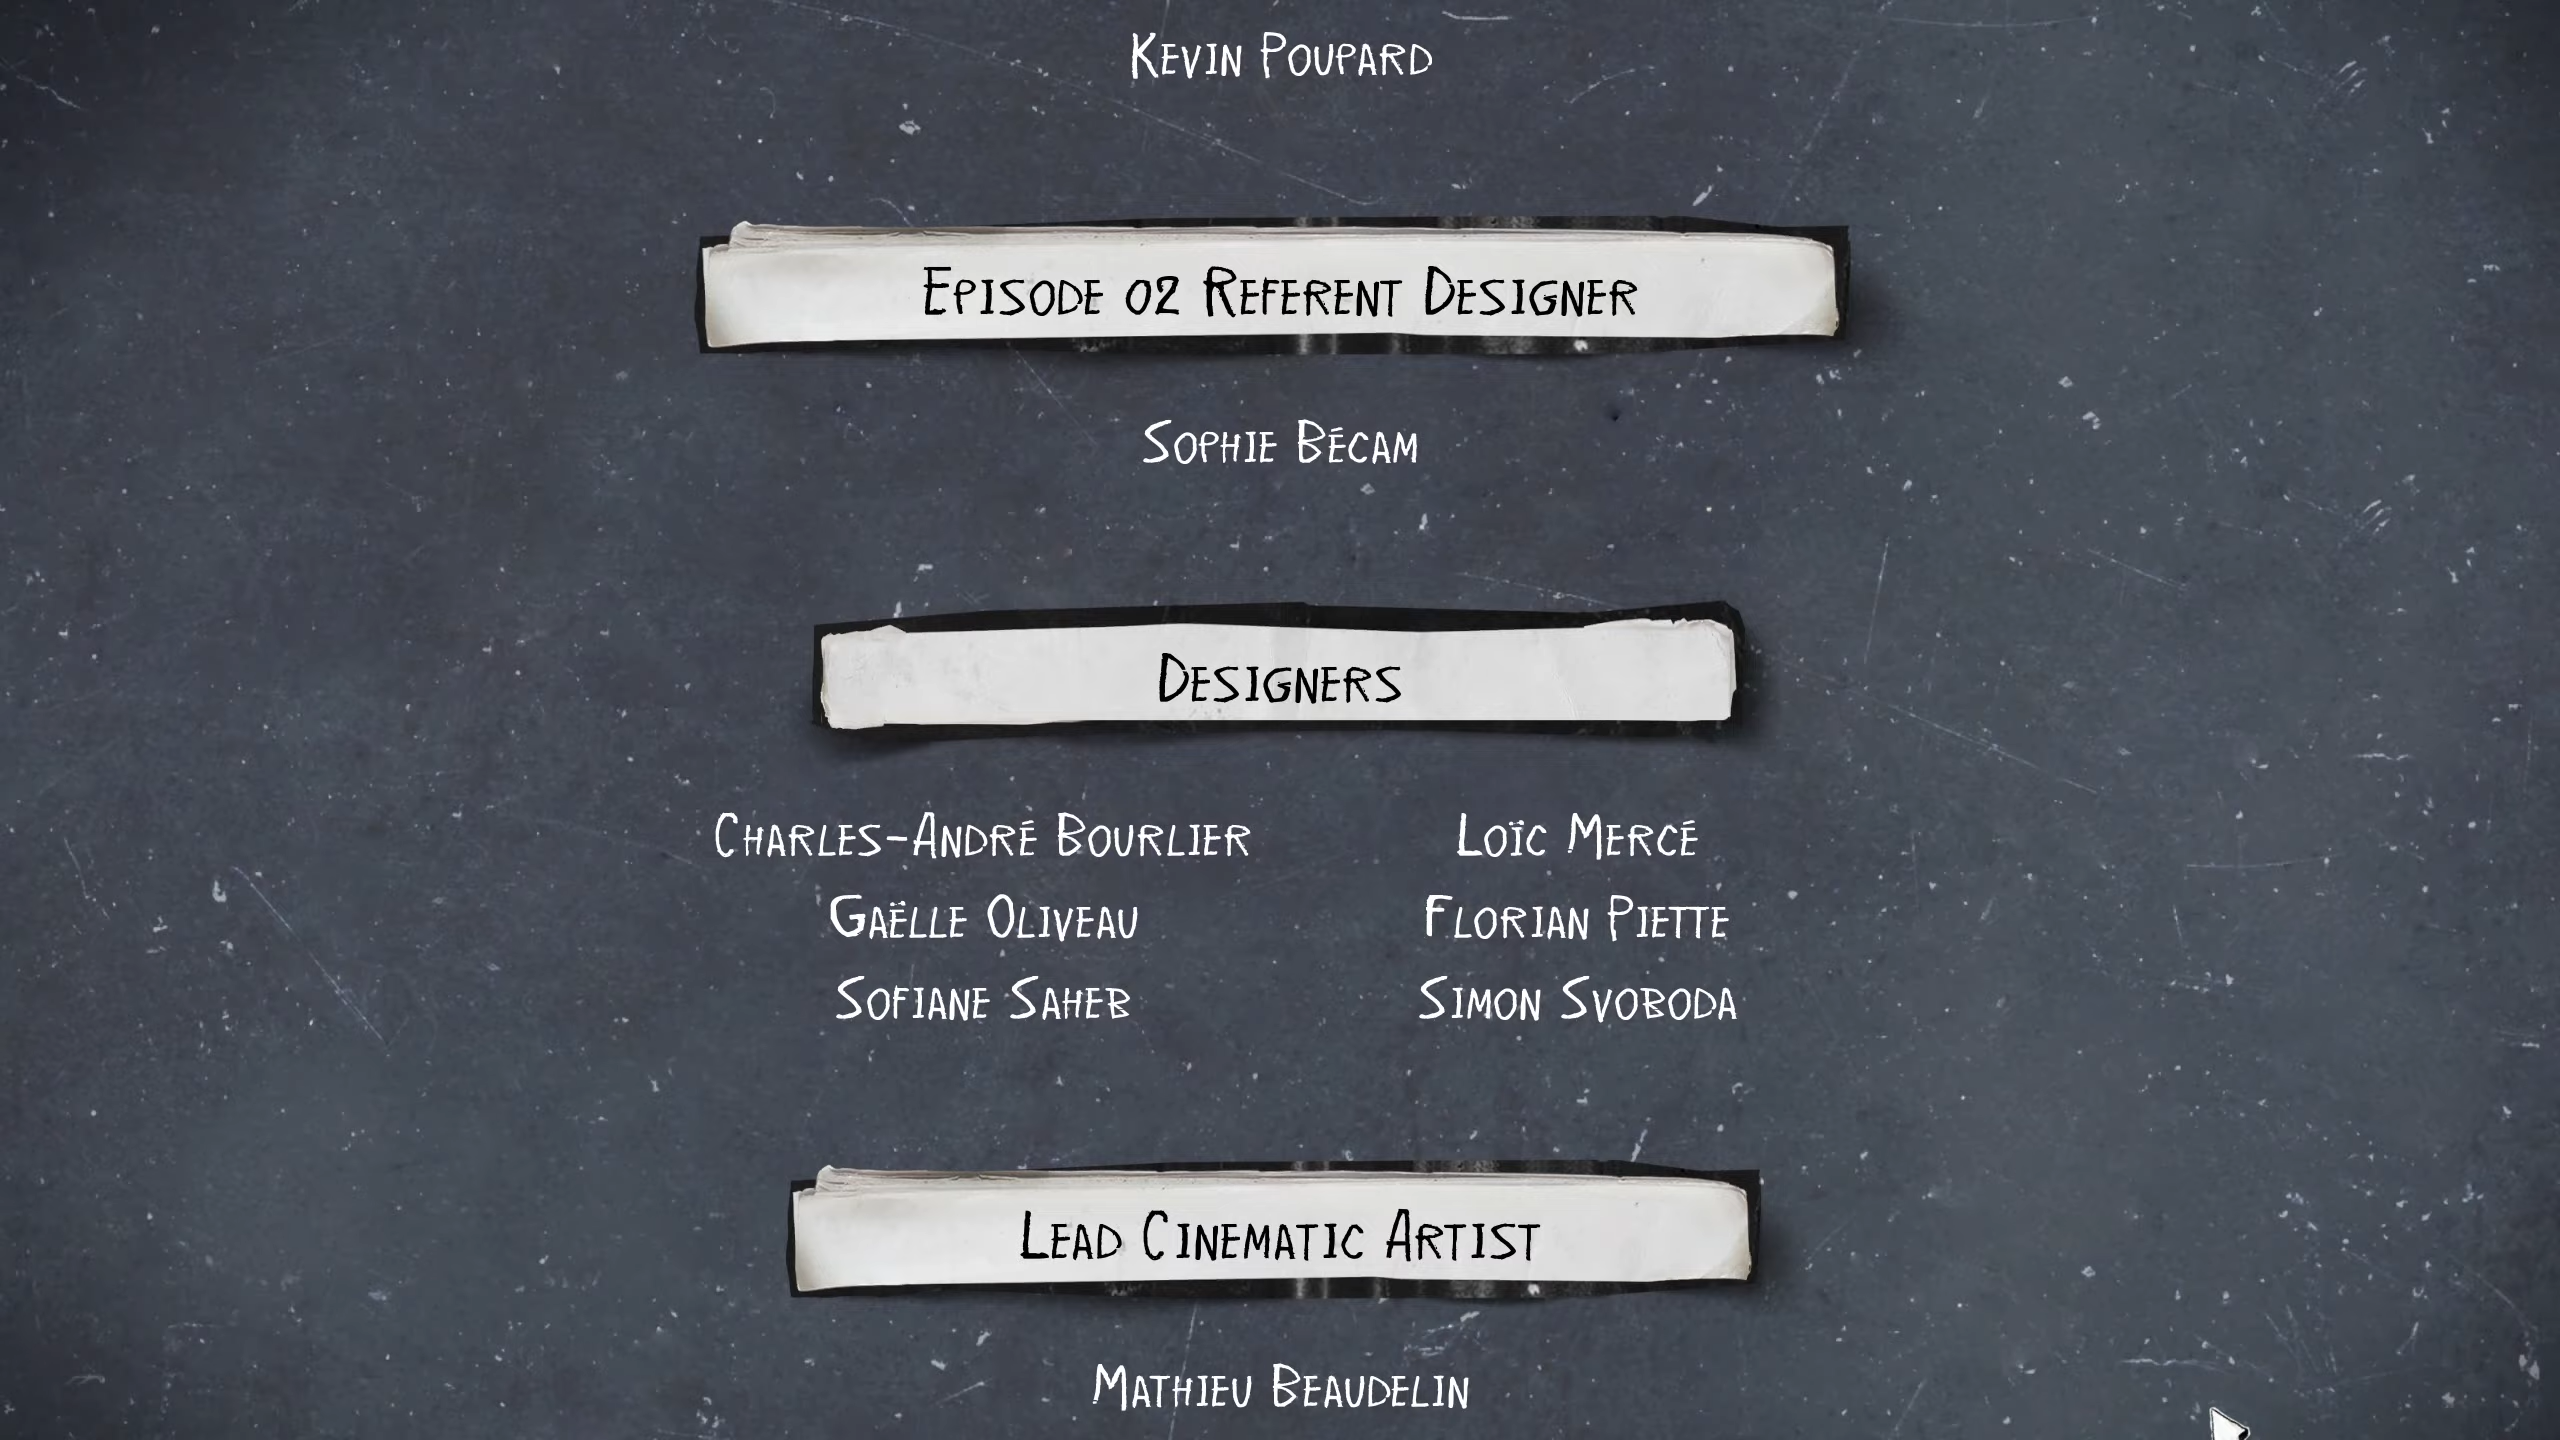 Kevin Poupard
Episode 02 Referent Designer
Sophie Bécam
Designers
Charles-André Bourlier
Loïc Mercé
Gaëlle Oliveau
Florian Piette
Sofiane Saheb
Simon Svoboda
Lead Cinematic Artist
Mathieu Beaudelin